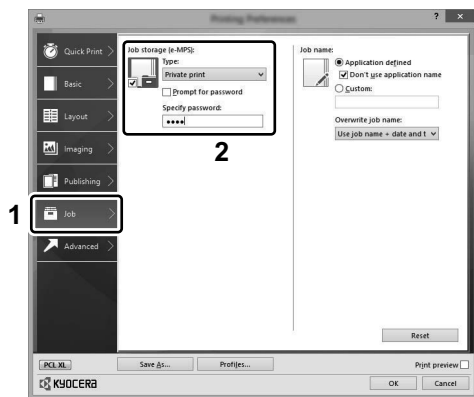 Printing Preferences
? ×
Quick Print >
Basic >
Layout >
Imaging >
Publishing >
1
Job >
Advanced >
Job storage (e-MPS):
Type:
Private print
Prompt for password
Specify password:
••••
2
Job name:
Application defined
Don't use application name
Custom:
Overwrite job name:
Use job name + date and t
Reset
PCL XL
Save As...
Profiles...
Print preview
KYOCERA
OK
Cancel